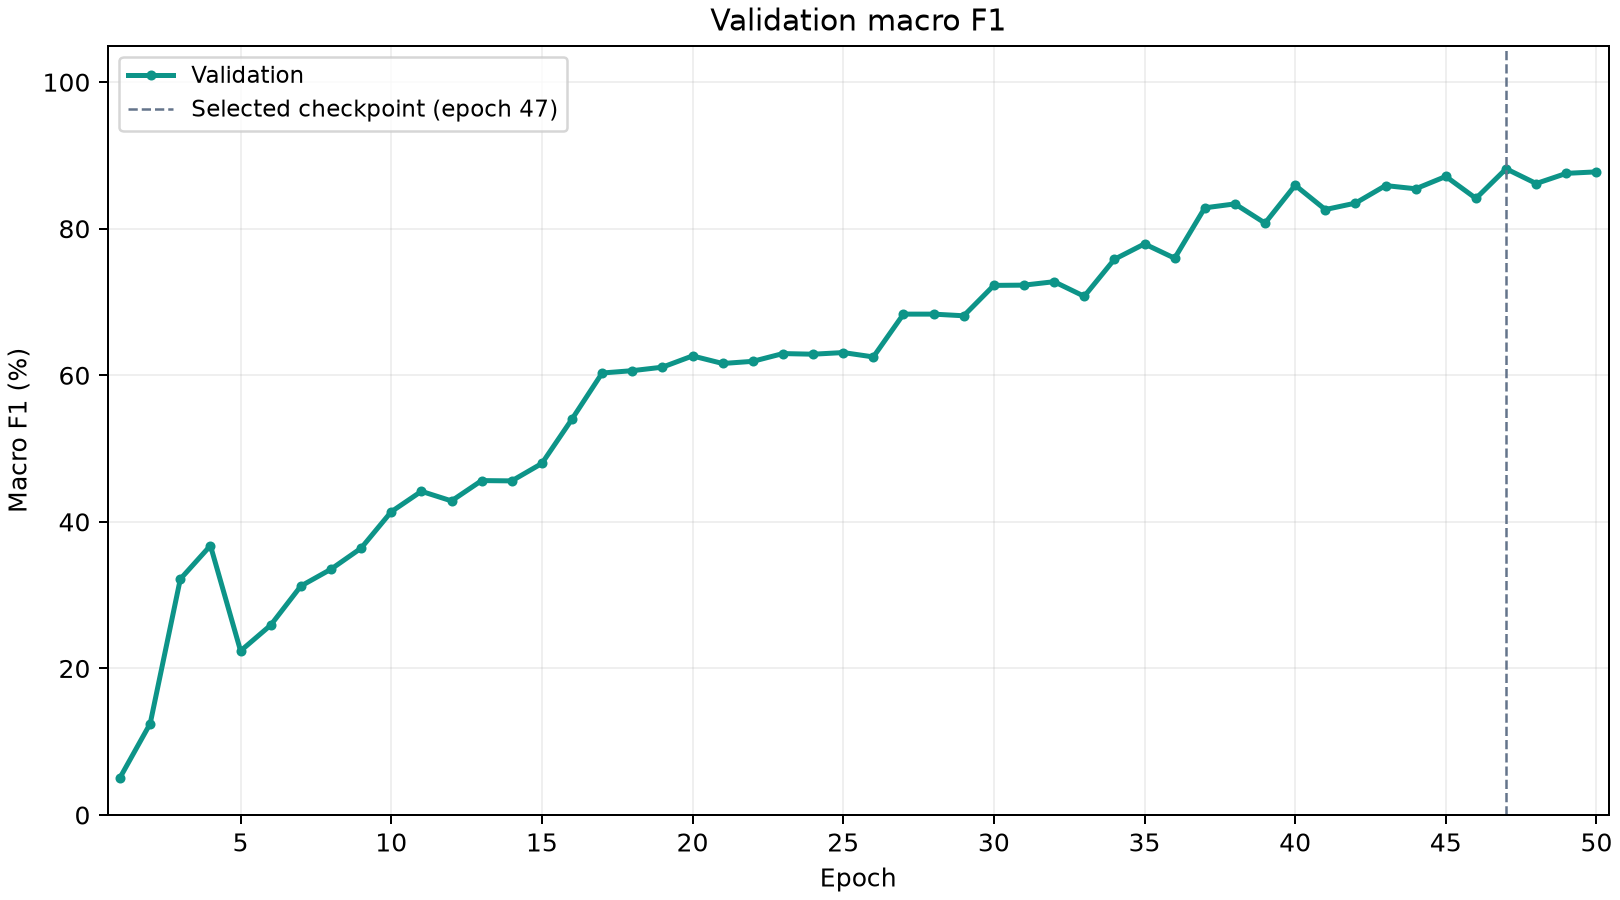 Validation macro F1
Validation
Selected checkpoint (epoch 47)
Macro F1 (%)
100
80
60
40
20
0
5 10 15 20 25 30 35 40 45 50
Epoch